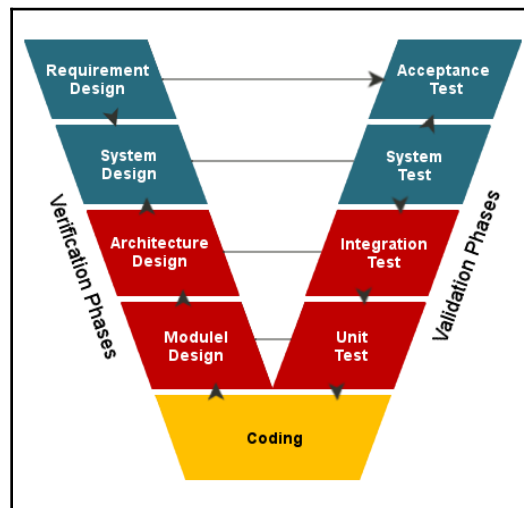 Requirement
Design
Acceptance
Test
System
Design
System
Test
Verification Phases
Validation Phases
Architecture
Design
Integration
Test
Modulel
Design
Unit
Test
Coding